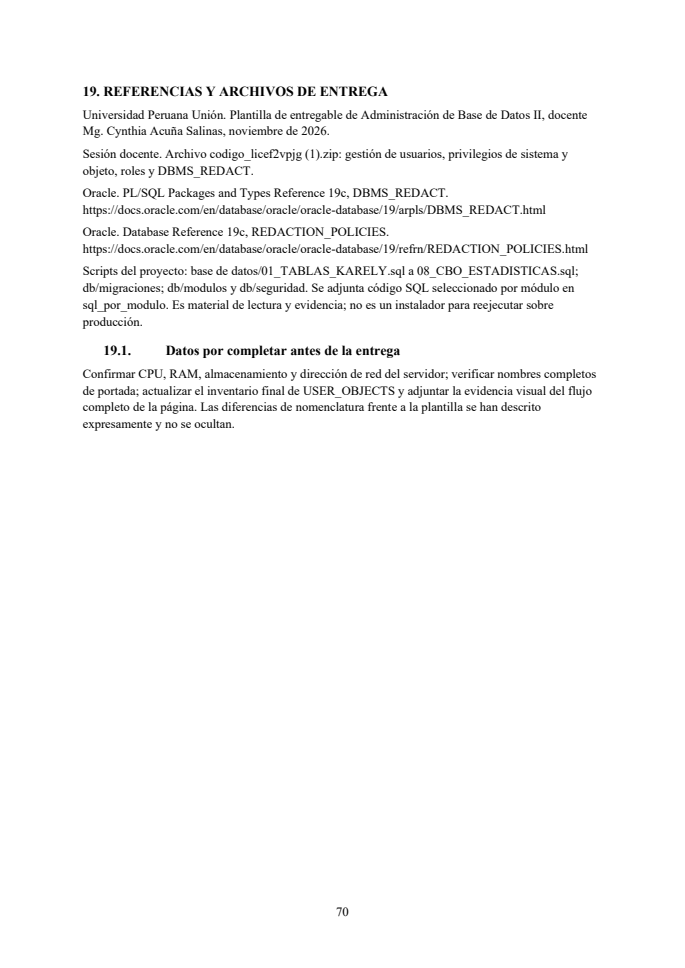 19. REFERENCIAS Y ARCHIVOS DE ENTREGA
Universidad Peruana Unión. Plantilla de entregable de Administración de Base de Datos II, docente
Mg. Cynthia Acuña Salinas, noviembre de 2026.
Sesión docente. Archivo codigo_licef2vpjg (1).zip: gestión de usuarios, privilegios de sistema y
objeto, roles y DBMS_REDACT.
Oracle. PL/SQL Packages and Types Reference 19c, DBMS_REDACT.
https://docs.oracle.com/en/database/oracle/oracle-database/19/arpls/DBMS_REDACT.html
Oracle. Database Reference 19c, REDACTION_POLICIES.
https://docs.oracle.com/en/database/oracle/oracle-database/19/refrn/REDACTION_POLICIES.html
Scripts del proyecto: base de datos/01_TABLAS_KARELY.sql a 08_CBO_ESTADISTICAS.sql;
db/migraciones; db/modulos y db/seguridad. Se adjunta código SQL seleccionado por módulo en
sql_por_modulo. Es material de lectura y evidencia; no es un instalador para reejecutar sobre
producción.
19.1. Datos por completar antes de la entrega
Confirmar CPU, RAM, almacenamiento y dirección de red del servidor; verificar nombres completos
de portada; actualizar el inventario final de USER_OBJECTS y adjuntar la evidencia visual del flujo
completo de la página. Las diferencias de nomenclatura frente a la plantilla se han descrito
expresamente y no se ocultan.
70